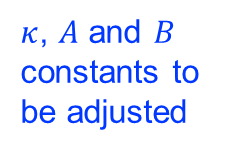 κ, A and B
constants to
be adjusted